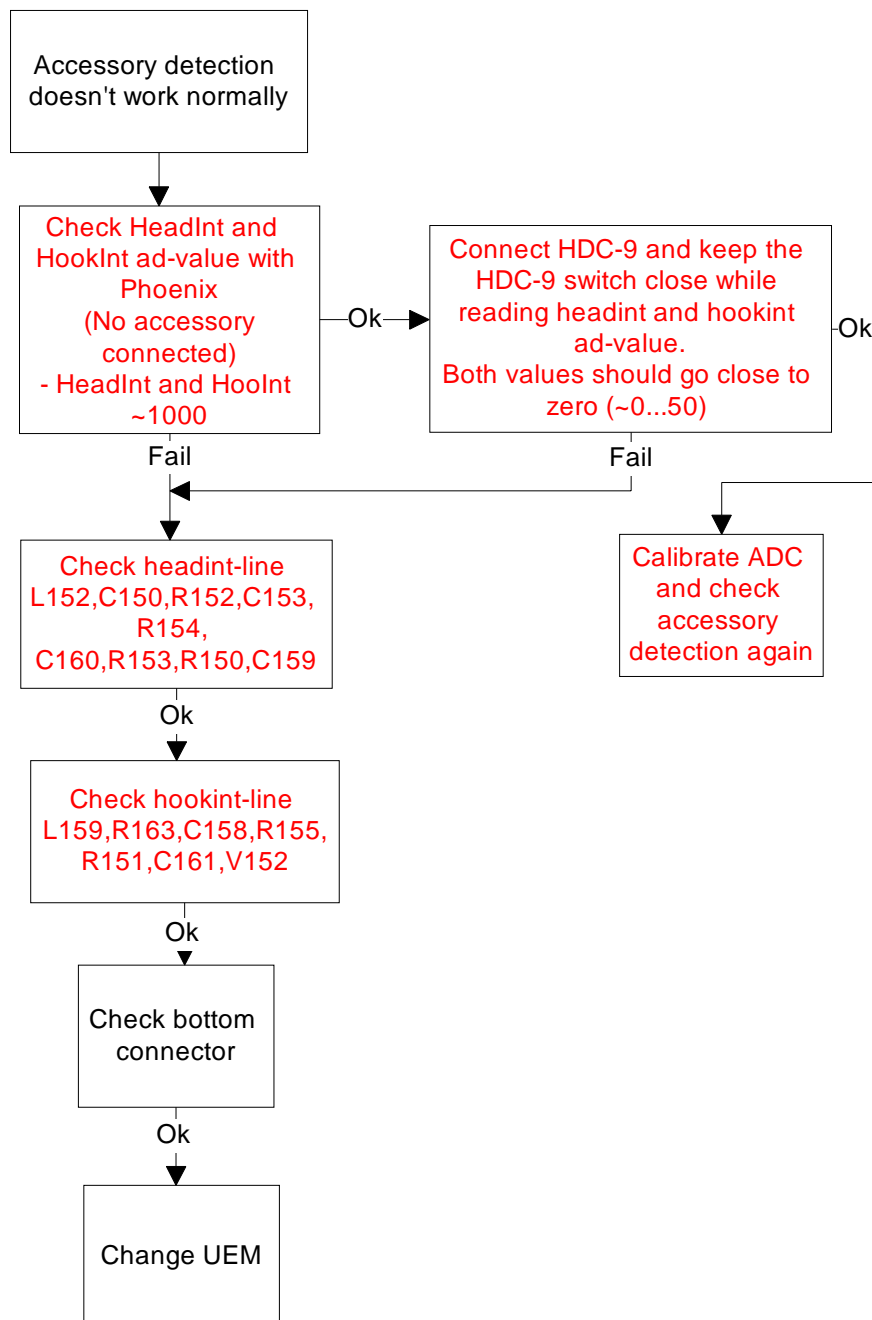 Accessory detection
doesn't work normally
Check HeadInt and
HookInt ad-value with
Phoenix
(No accessory
connected)
- HeadInt and HooInt
~1000
Ok
Connect HDC-9 and keep the
HDC-9 switch close while
reading headint and hookint
ad-value.
Both values should go close to
zero (~0...50)
Ok
Fail
Fail
Check headint-line
L152,C150,R152,C153,
R154,
C160,R153,R150,C159
Calibrate ADC
and check
accessory
detection again
Ok
Check hookint-line
L159,R163,C158,R155,
R151,C161,V152
Ok
Check bottom
connector
Ok
Change UEM